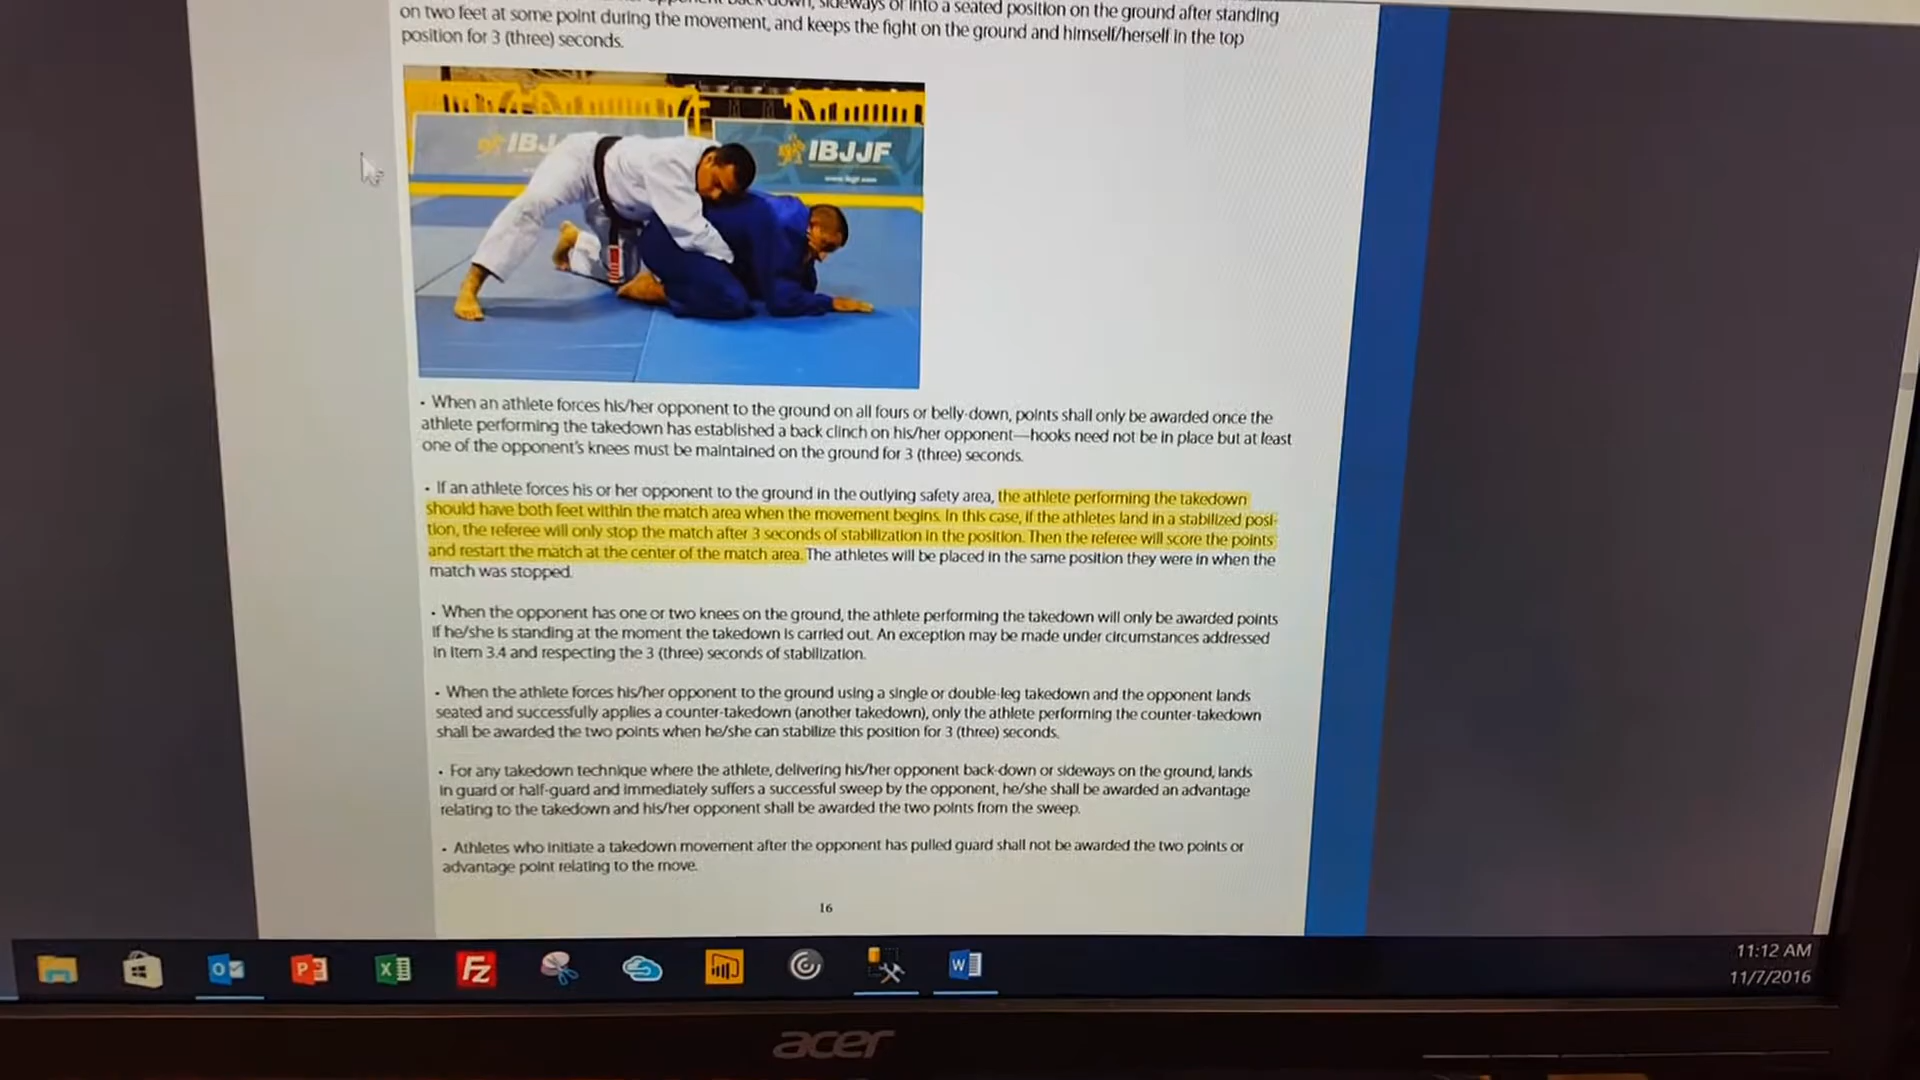 back-down, sideways or into a seated position on the ground after standing
on two feet at some point during the movement, and keeps the fight on the ground and himself/herself in the top
position for 3 (three) seconds.
IBJ
IBJJF
• When an athlete forces his/her opponent to the ground on all fours or belly-down, points shall only be awarded once the
athlete performing the takedown has established a back clinch on his/her opponent—hooks need not be in place but at least
one of the opponent's knees must be maintained on the ground for 3 (three) seconds.
• If an athlete forces his or her opponent to the ground in the outlying safety area, the athlete performing the takedown
should have both feet within the match area when the movement begins. In this case, if the athletes land in a stabilized posi-
tion, the referee will only stop the match after 3 seconds of stabilization in the position. Then the referee will score the points
and restart the match at the center of the match area. The athletes will be placed in the same position they were in when the
match was stopped.
• When the opponent has one or two knees on the ground, the athlete performing the takedown will only be awarded points
if he/she is standing at the moment the takedown is carried out. An exception may be made under circumstances addressed
in item 3.4 and respecting the 3 (three) seconds of stabilization.
• When the athlete forces his/her opponent to the ground using a single or double-leg takedown and the opponent lands
seated and successfully applies a counter-takedown (another takedown), only the athlete performing the counter-takedown
shall be awarded the two points when he/she can stabilize this position for 3 (three) seconds.
• For any takedown technique where the athlete, delivering his/her opponent back-down or sideways on the ground, lands
in guard or half-guard and immediately suffers a successful sweep by the opponent, he/she shall be awarded an advantage
relating to the takedown and his/her opponent shall be awarded the two points from the sweep.
• Athletes who initiate a takedown movement after the opponent has pulled guard shall not be awarded the two points or
advantage point relating to the move.
16
11:12 AM
11/7/2016
acer